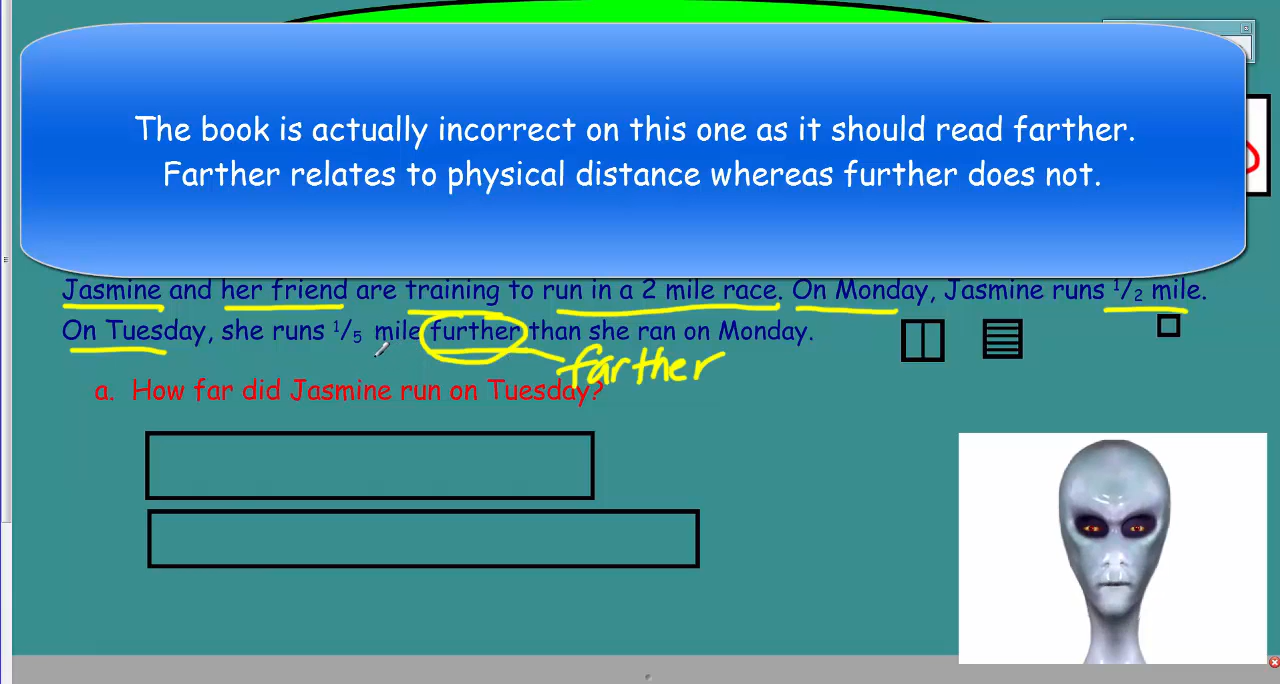 The book is actually incorrect on this one as it should read farther.
Farther relates to physical distance whereas further does not.
Jasmine and her friend are training to run in a 2 mile race. On Monday, Jasmine runs 1/2 mile.
On Tuesday, she runs 1/5 mile further than she ran on Monday.
farther
a. How far did Jasmine run on Tuesday?